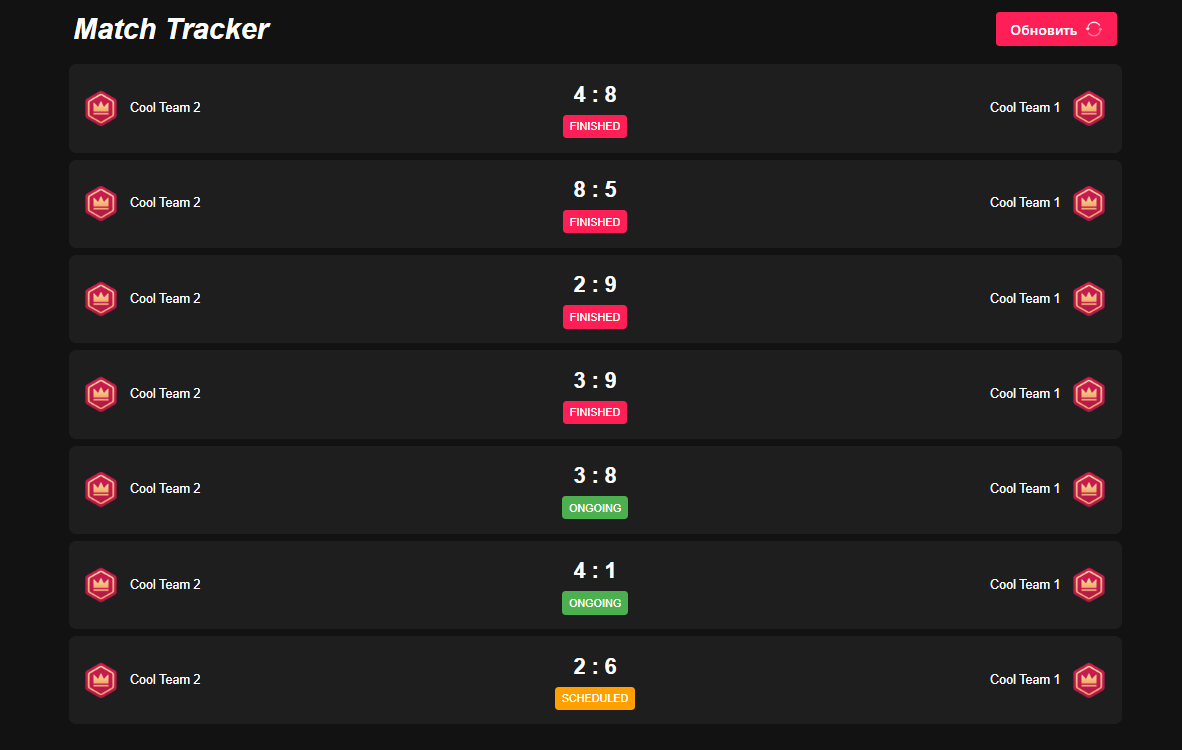 Match Tracker
Обновить
4 : 8
Cool Team 2
Cool Team 1
FINISHED
8 : 5
Cool Team 2
Cool Team 1
FINISHED
2 : 9
Cool Team 2
Cool Team 1
FINISHED
3 : 9
Cool Team 2
Cool Team 1
FINISHED
3 : 8
Cool Team 2
Cool Team 1
ONGOING
4 : 1
Cool Team 2
Cool Team 1
ONGOING
2 : 6
Cool Team 2
Cool Team 1
SCHEDULED